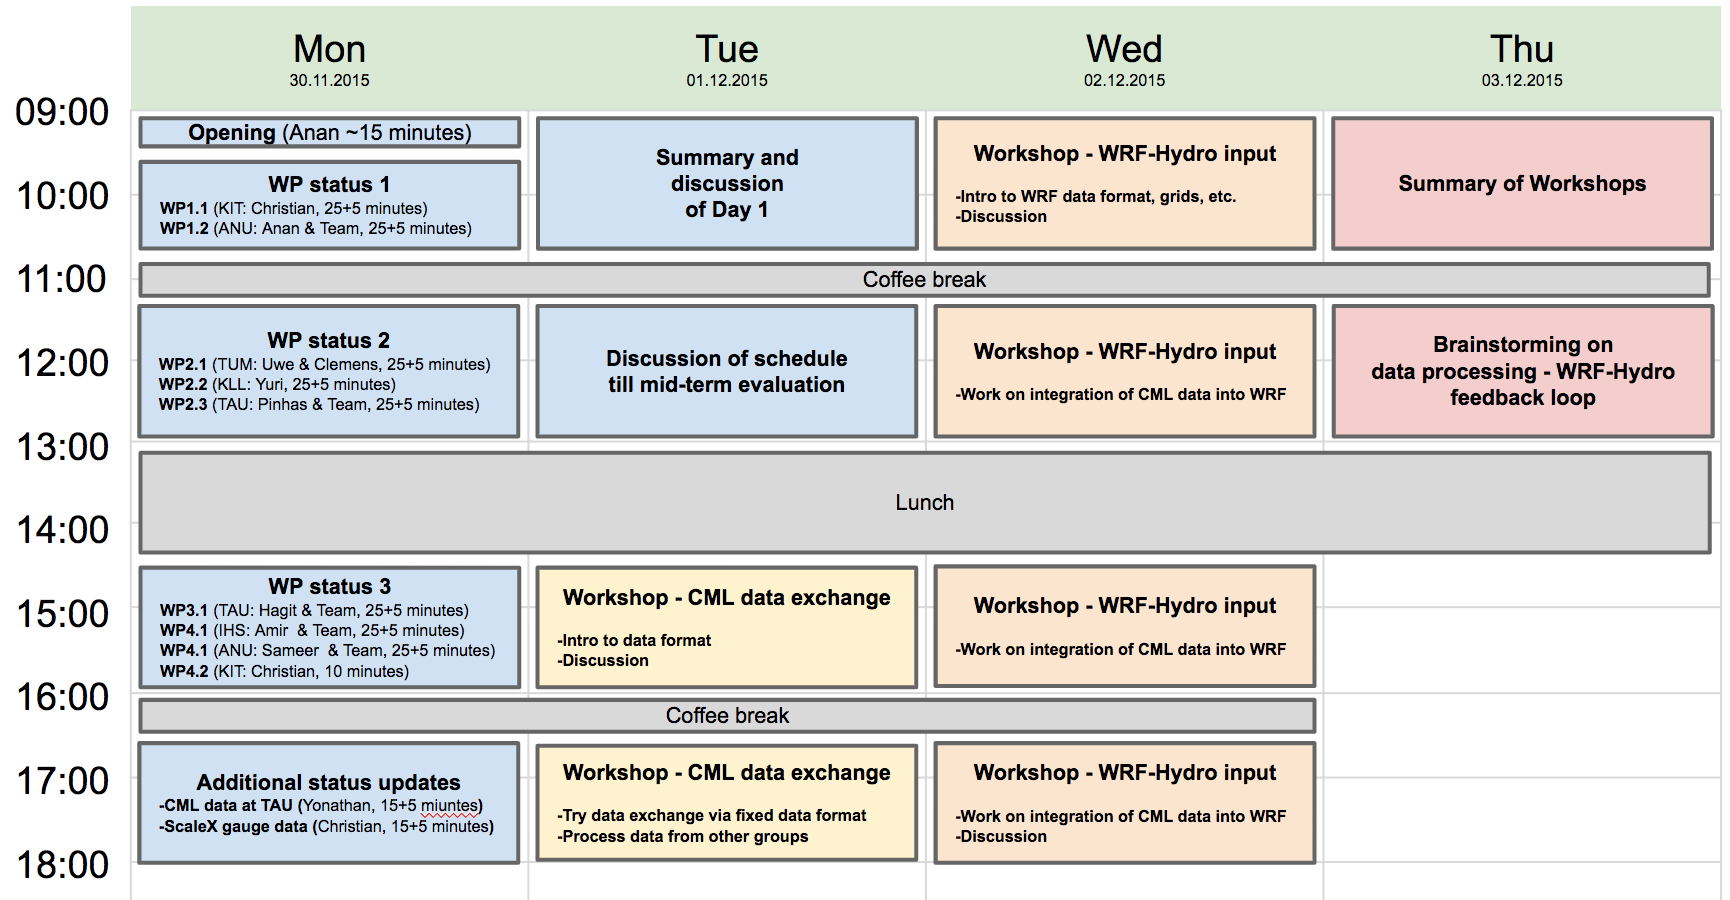 Mon
30.11.2015
Tue
01.12.2015
Wed
02.12.2015
Thu
03.12.2015
09:00
Opening (Anan ~15 minutes)
WP status 1
WP1.1 (KIT: Christian, 25+5 minutes)
WP1.2 (ANU: Anan & Team, 25+5 minutes)
Summary and
discussion
of Day 1
Workshop - WRF-Hydro input
-Intro to WRF data format, grids, etc.
-Discussion
Summary of Workshops
10:00
11:00
Coffee break
WP status 2
WP2.1 (TUM: Uwe & Clemens, 25+5 minutes)
WP2.2 (KLL: Yuri, 25+5 minutes)
WP2.3 (TAU: Pinhas & Team, 25+5 minutes)
Discussion of schedule
till mid-term evaluation
Workshop - WRF-Hydro input
-Work on integration of CML data into WRF
Brainstorming on
data processing - WRF-Hydro
feedback loop
12:00
13:00
Lunch
14:00
WP status 3
WP3.1 (TAU: Hagit & Team, 25+5 minutes)
WP4.1 (IHS: Amir  & Team, 25+5 minutes)
WP4.1 (ANU: Sameer  & Team, 25+5 minutes)
WP4.2 (KIT: Christian, 10 minutes)
Workshop - CML data exchange
-Intro to data format
-Discussion
Workshop - WRF-Hydro input
-Work on integration of CML data into WRF
15:00
16:00
Coffee break
Additional status updates
-CML data at TAU (Yonathan, 15+5 miuntes)
-ScaleX gauge data (Christian, 15+5 minutes)
Workshop - CML data exchange
-Try data exchange via fixed data format
-Process data from other groups
Workshop - WRF-Hydro input
-Work on integration of CML data into WRF
-Discussion
17:00
18:00